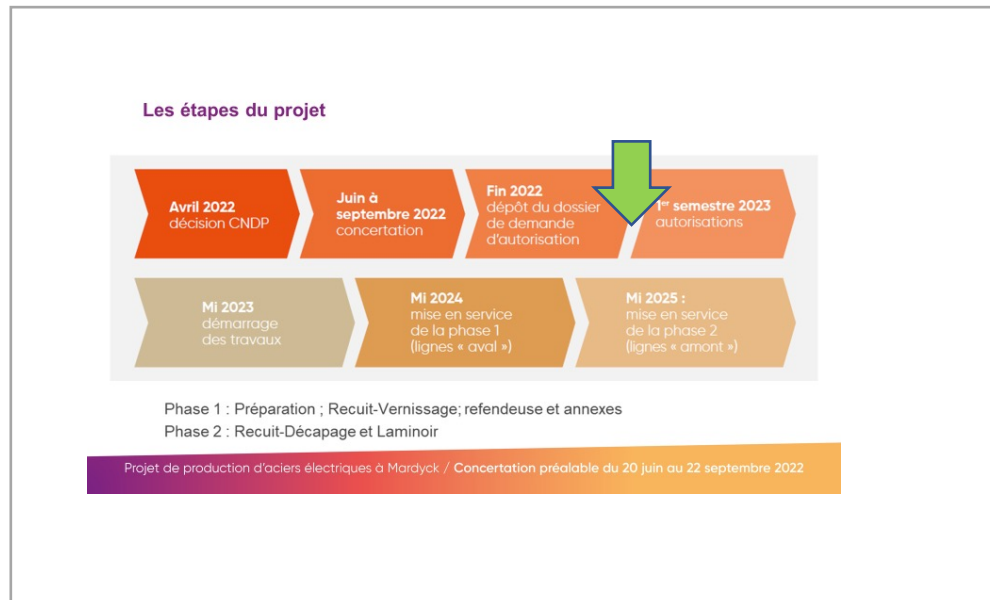 Les étapes du projet
Avril 2022
décision CNDP
Juin à
septembre 2022
concertation
Fin 2022
dépôt du dossier
de demande
d'autorisation
1er semestre 2023
autorisations
Mi 2023
démarrage
des travaux
Mi 2024
mise en service
de la phase 1
(lignes « aval »)
Mi 2025 :
mise en service
de la phase 2
(lignes « amont »)
Phase 1 : Préparation ; Recuit-Vernissage; refendeuse et annexes
Phase 2 : Recuit-Décapage et Laminoir
Projet de production d'aciers électriques à Mardyck / Concertation préalable du 20 juin au 22 septembre 2022